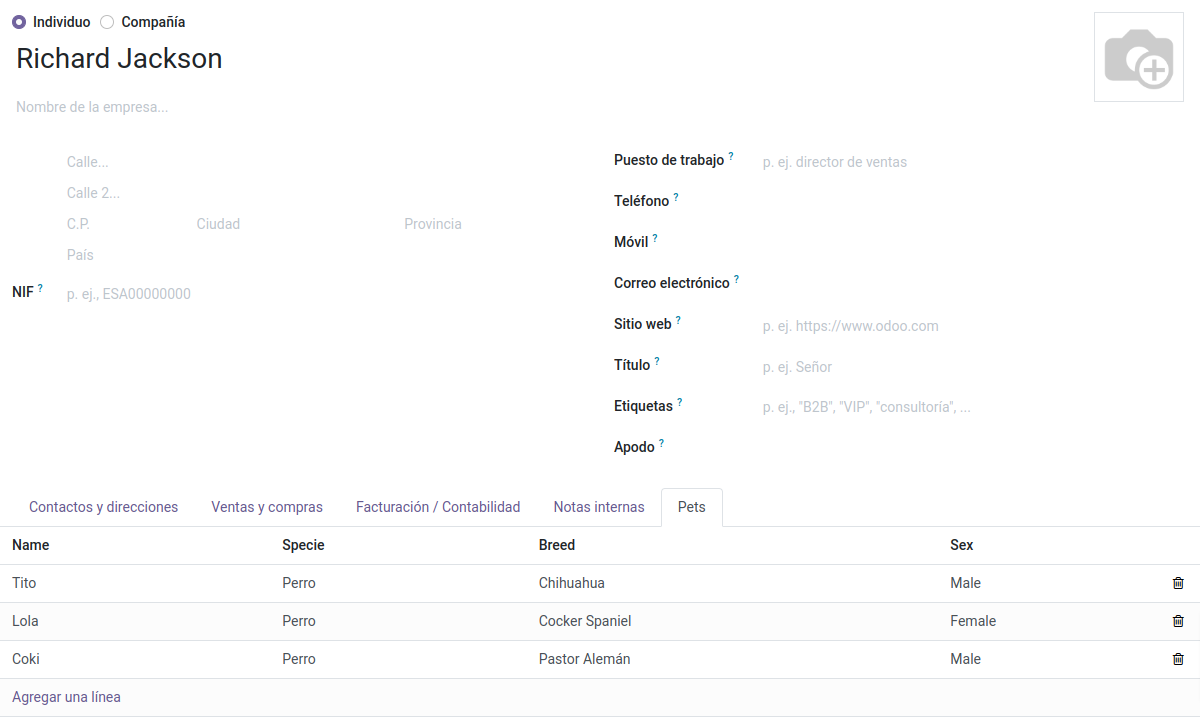 Individuo Compañía
Richard Jackson
Nombre de la empresa...
Calle...
Calle 2...
C.P. Ciudad Provincia
País
NIF ? p. ej., ESA00000000
Puesto de trabajo ? p. ej. director de ventas
Teléfono ?
Móvil ?
Correo electrónico ?
Sitio web ? p. ej. https://www.odoo.com
Título ? p. ej. Señor
Etiquetas ? p. ej., "B2B", "VIP", "consultoría", ...
Apodo ?
Contactos y direcciones Ventas y compras Facturación / Contabilidad Notas internas Pets
Name Specie Breed Sex
Tito Perro Chihuahua Male
Lola Perro Cocker Spaniel Female
Coki Perro Pastor Alemán Male
Agregar una línea